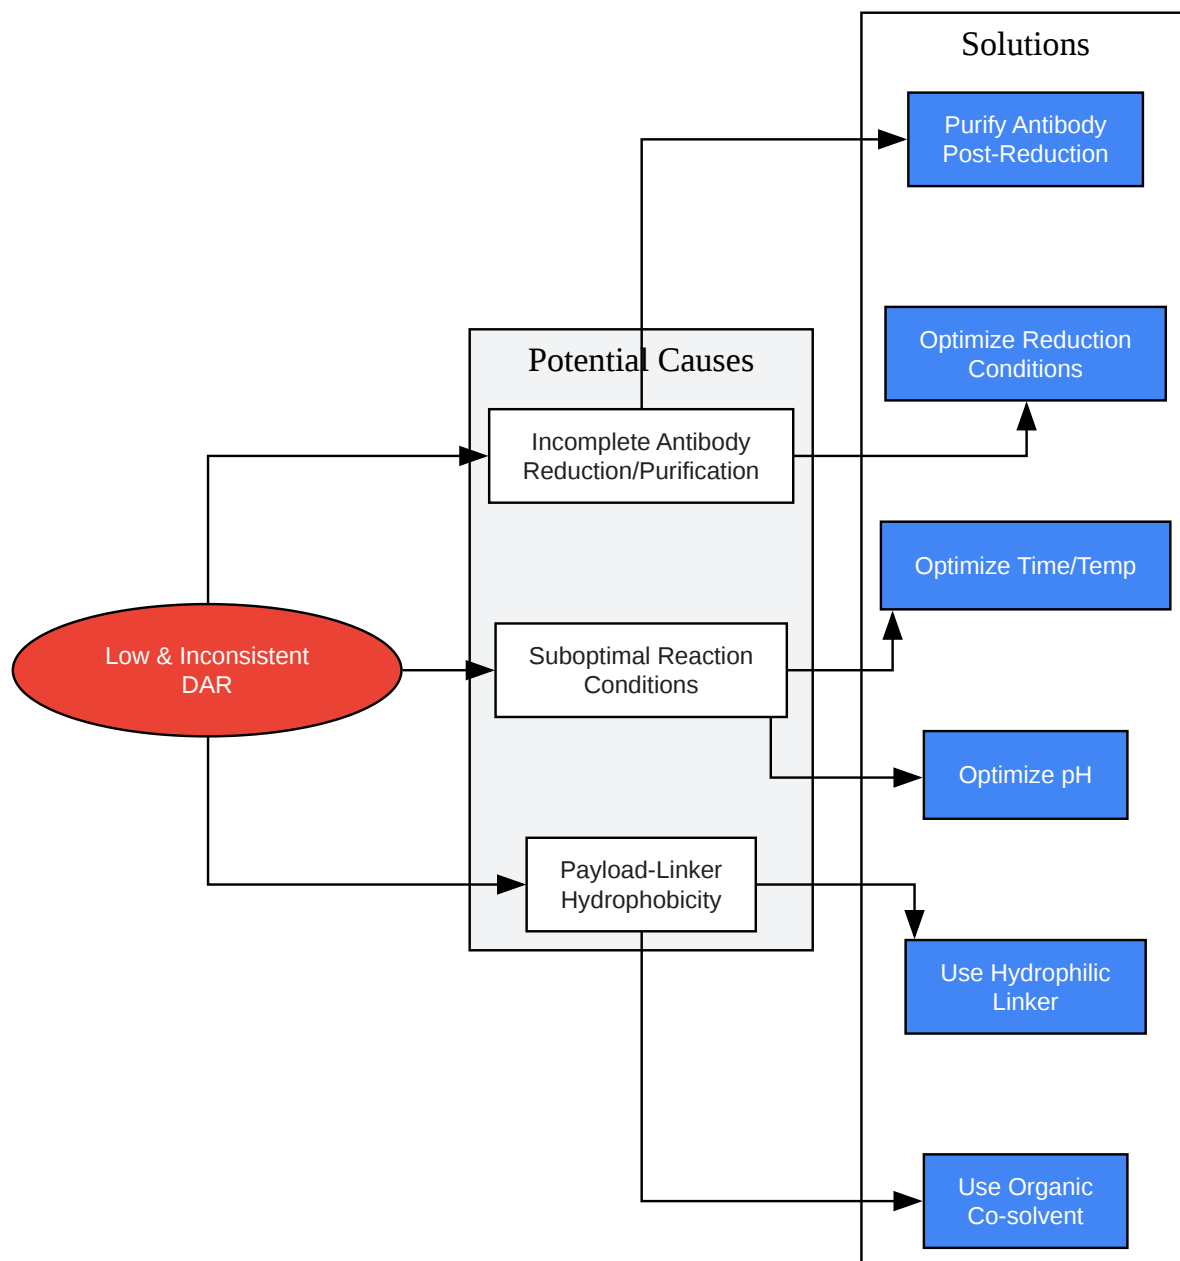 Solutions
Purify Antibody
Post-Reduction
Optimize Reduction
Conditions
Potential Causes
Incomplete Antibody
Reduction/Purification
Optimize Time/Temp
Low & Inconsistent
DAR
Suboptimal Reaction
Conditions
Optimize pH
Payload-Linker
Hydrophobicity
Use Hydrophilic
Linker
Use Organic
Co-solvent